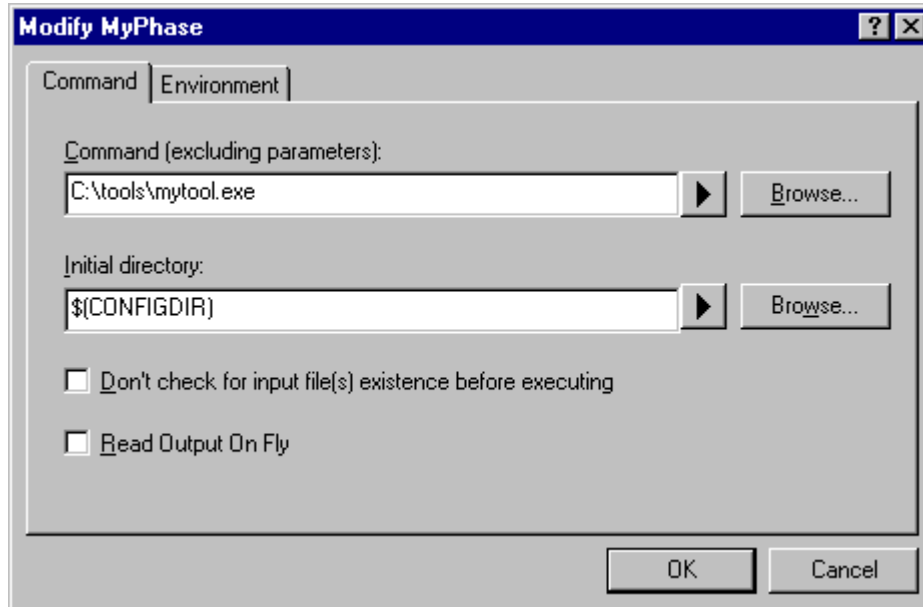 Modify MyPhase
Command Environment
Command (excluding parameters):
C:\tools\mytool.exe Browse...
Initial directory:
$(CONFIGDIR) Browse...
Don't check for input file(s) existence before executing
Read Output On Fly
OK Cancel